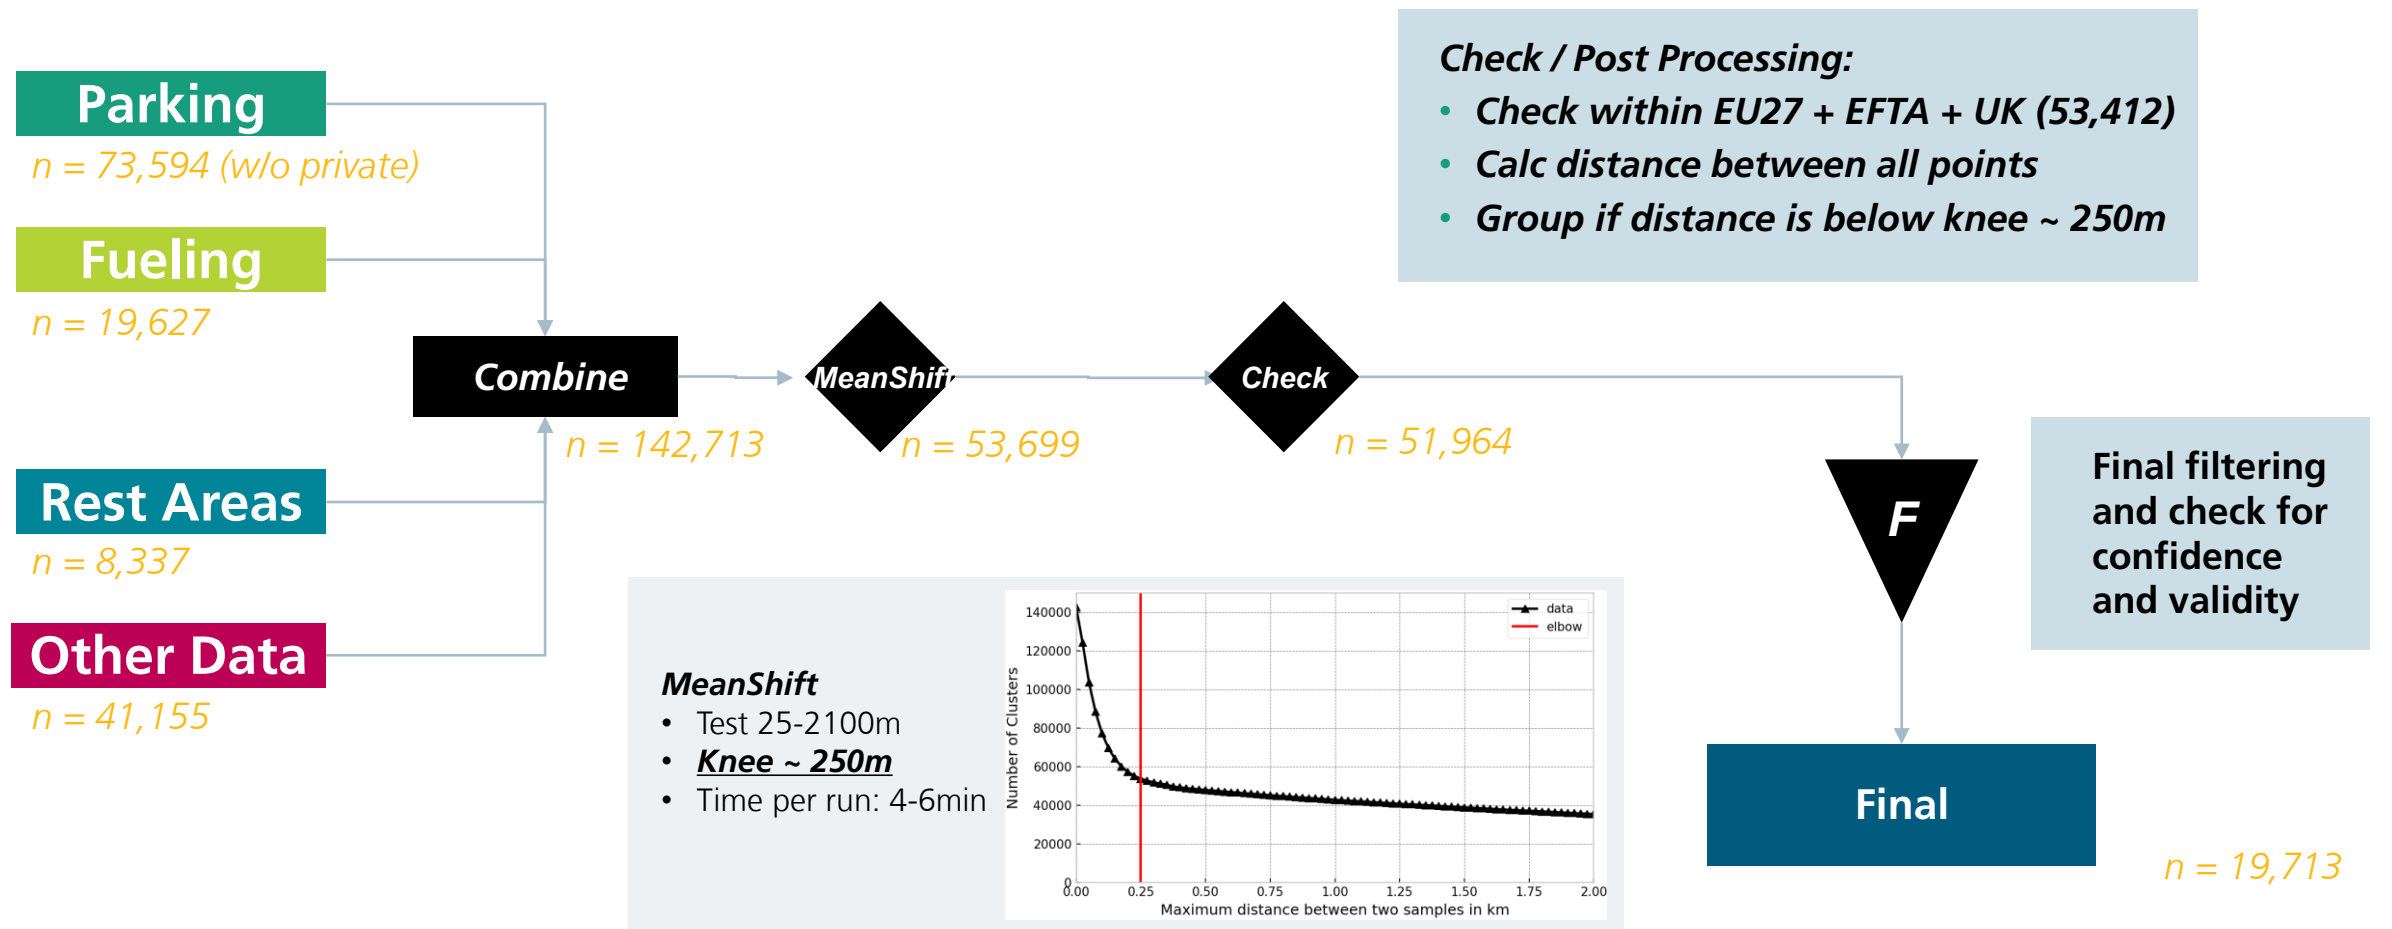 Parking
n = 73,594 (w/o private)
Fueling
n = 19,627
Rest Areas
n = 8,337
Other Data
n = 41,155
Combine
n = 142,713
MeanShift
n = 53,699
Check
n = 51,964
Check / Post Processing:
• Check within EU27 + EFTA + UK (53,412)
• Calc distance between all points
• Group if distance is below knee ~ 250m
F
Final filtering
and check for
confidence
and validity
Final
n = 19,713
MeanShift
• Test 25-2100m
• Knee ~ 250m
• Time per run: 4-6min
Number of Clusters
140000
120000
100000
80000
60000
40000
20000
0
data
elbow
0.00 0.25 0.50 0.75 1.00 1.25 1.50 1.75 2.00
Maximum distance between two samples in km